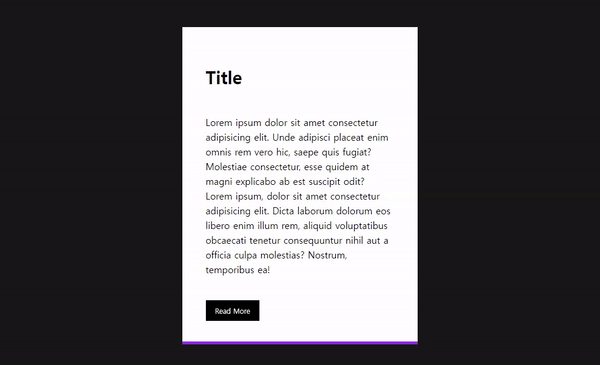 Title
Lorem ipsum dolor sit amet consectetur
adipisicing elit. Unde adipisci placeat enim
omnis rem vero hic, saepe quis fugiat?
Molestiae consectetur, esse quidem at
magni explicabo ab est suscipit odit?
Lorem ipsum, dolor sit amet consectetur
adipisicing elit. Dicta laborum dolorum eos
libero enim illum rem, aliquid voluptatibus
obcaecati tenetur consequuntur nihil aut a
officia culpa molestias? Nostrum,
temporibus ea!
Read More